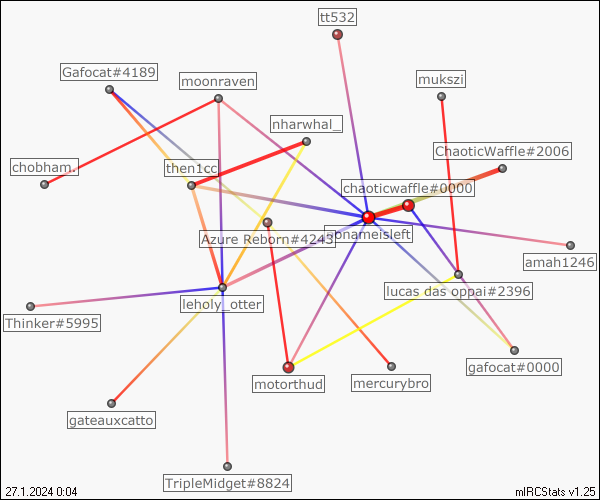 tt532
Gafocat#4189
moonraven
mukszi
nharwhal_
ChaoticWaffle#2006
chobham.
then1cc
chaoticwaffle#0000
Azure Reborn#4243
onameisleft
amah1246
lucas das oppai#2396
leholy_otter
Thinker#5995
gafocat#0000
motorthud
mercurybro
gateauxcatto
TripleMidget#8824
27.1.2024 0:04
mIRCStats v1.25